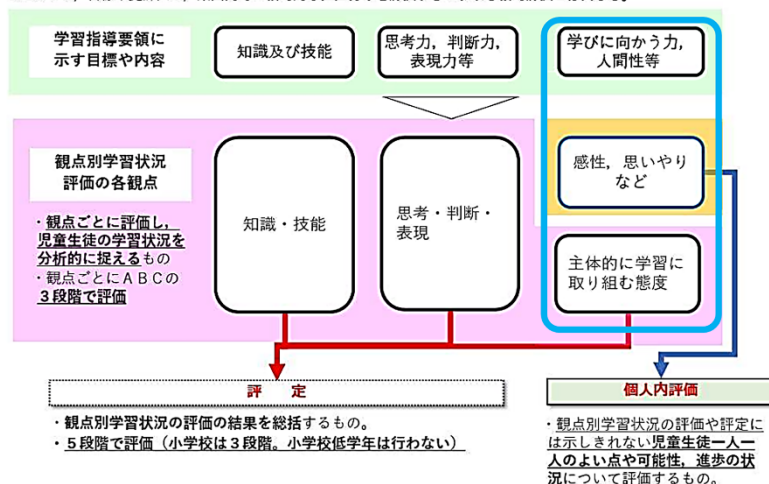 学習指導要領に
示す目標や内容
知識及び技能
思考力,判断力,
表現力等
学びに向かう力,
人間性等
観点別学習状況
評価の各観点
・観点ごとに評価し,
児童生徒の学習状況を
分析的に捉えるもの
・観点ごとにABCの
3段階で評価
知識・技能
思考・判断・
表現
感性,思いやり
など
主体的に学習に
取り組む態度
評 定
・観点別学習状況の評価の結果を総括するもの。
・5段階で評価(小学校は3段階。小学校低学年は行わない)
個人内評価
・観点別学習状況の評価や評定に
は示しきれない児童生徒一人一
人のよい点や可能性,進歩の状
況について評価するもの。